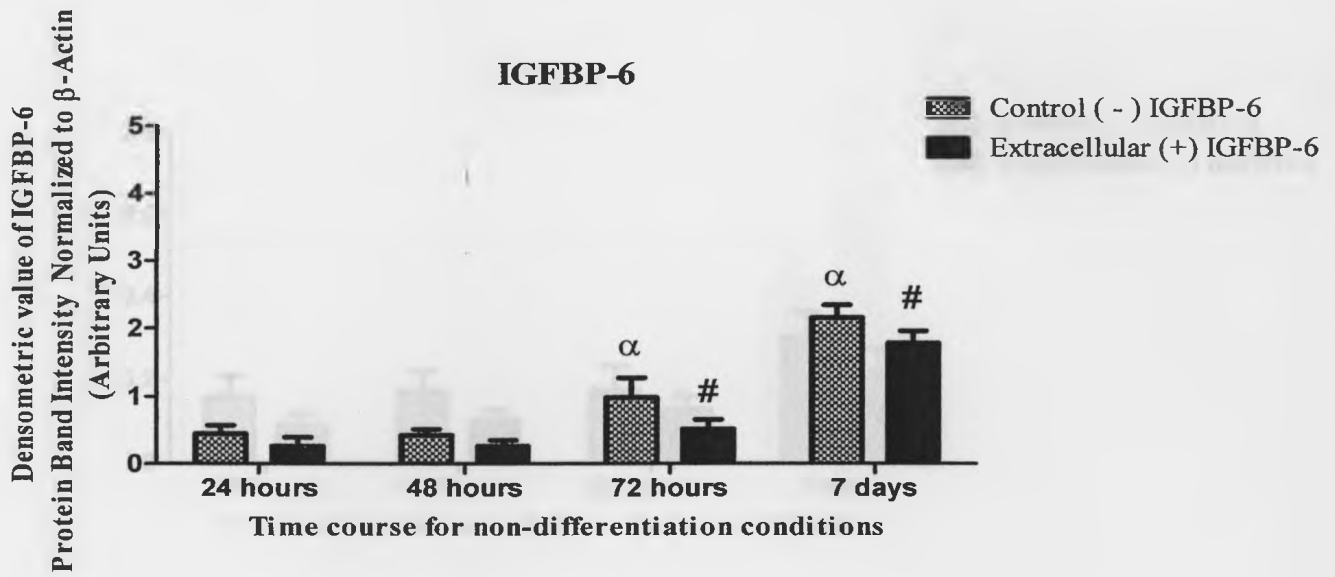 IGFBP-6
Control ( - ) IGFBP-6
Extracellular (+) IGFBP-6
Densometric value of IGFBP-6
Protein Band Intensity Normalized to β-Actin
(Arbitrary Units)
5
4
3
2
1
0
α
#
α
#
24 hours
48 hours
72 hours
7 days
Time course for non-differentiation conditions